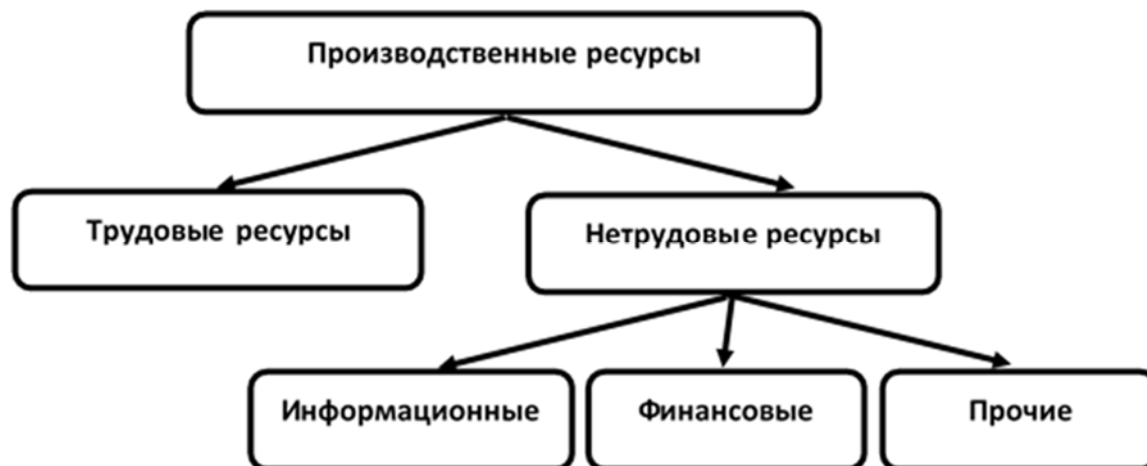 Производственные ресурсы
Трудовые ресурсы
Нетрудовые ресурсы
Информационные
Финансовые
Прочие